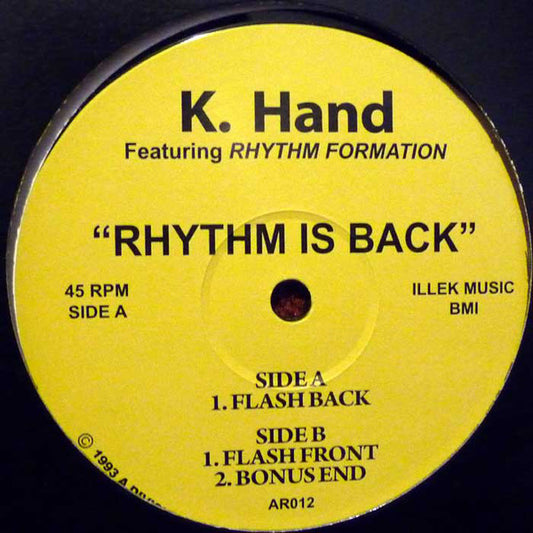 K. Hand
Featuring RHYTHM FORMATION
“RHYTHM IS BACK”
45 RPM
SIDE A
ILLEK MUSIC
BMI
SIDE A
1. FLASH BACK
SIDE B
1. FLASH FRONT
2. BONUS END
AR012
© 1993 A